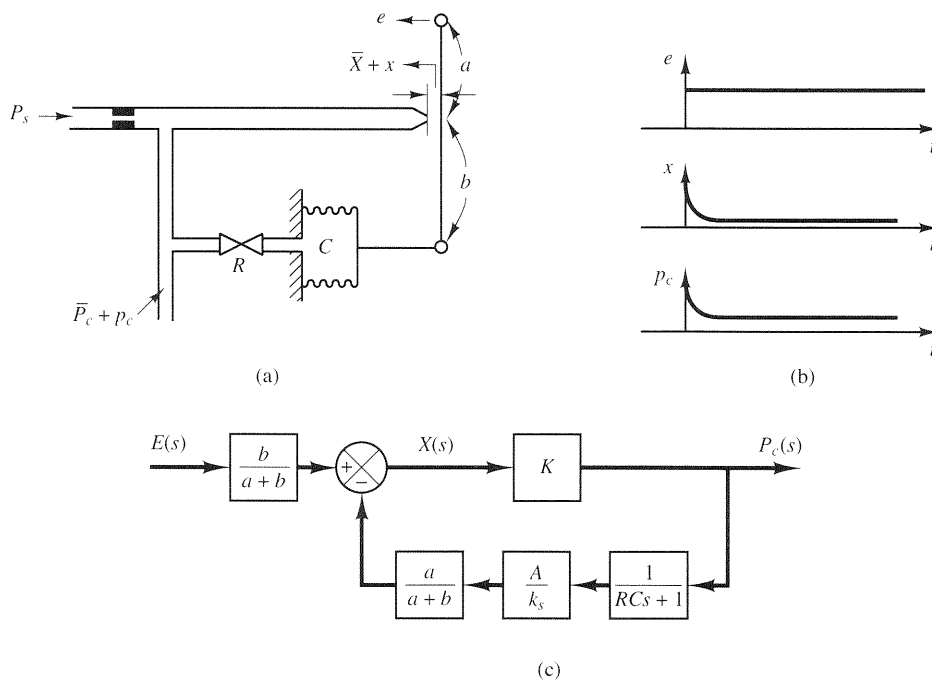 e
a
X̄ + x
P_s
b
R
C
P̄_c + p_c
(a)
e
x
p_c
(b)
E(s)
b
a + b
+
−
X(s)
K
P_c(s)
a
a + b
A
k_s
1
RCs + 1
(c)